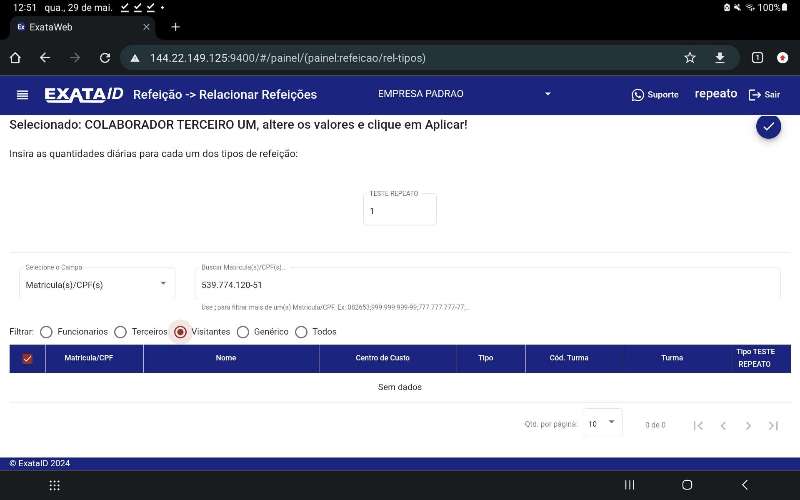 12:51 qua., 29 de mai.
100%
Ex ExataWeb
144.22.149.125:9400/#/painel/(painel:refeicao/rel-tipos)
1
EXATAID Refeição -> Relacionar Refeições EMPRESA PADRAO Suporte repeato Sair
Selecionado: COLABORADOR TERCEIRO UM, altere os valores e clique em Aplicar!
Insira as quantidades diárias para cada um dos tipos de refeição:
TESTE REPEATO
1
Selecione o Campo
Matricula(s)/CPF(s)
Buscar Matricula(s)/CPF(s)...
539.774.120-51
Use ; para filtrar mais de um(a) Matricula/CPF. Ex: 082653;999.999.999-99;777.777.777-77;...
Filtrar: Funcionarios Terceiros Visitantes Genérico Todos
Matricula/CPF Nome Centro de Custo Tipo Cód. Turma Turma Tipo TESTE REPEATO
Sem dados
Qtd. por página: 10 0 de 0
© ExataID 2024